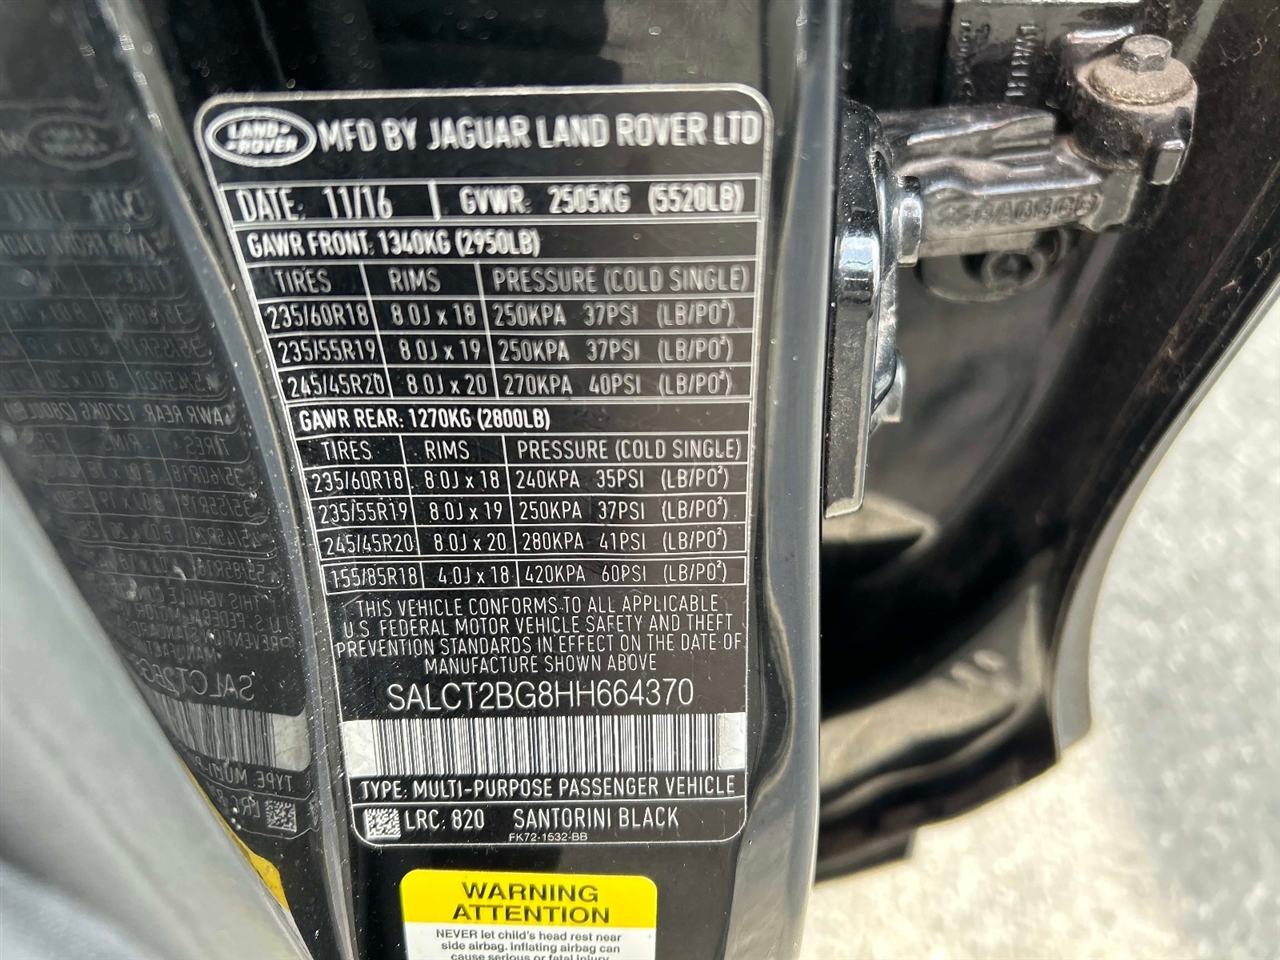 LAND ROVER MFD BY JAGUAR LAND ROVER LTD
DATE: 11/16 GVWR: 2505KG (5520LB)
GAWR FRONT: 1340KG (2950LB)
TIRES RIMS PRESSURE (COLD SINGLE)
235/60R18 8.0J x 18 250KPA 37PSI (LB/PO²)
235/55R19 8.0J x 19 250KPA 37PSI (LB/PO²)
245/45R20 8.0J x 20 270KPA 40PSI (LB/PO²)
GAWR REAR: 1270KG (2800LB)
TIRES RIMS PRESSURE (COLD SINGLE)
235/60R18 8.0J x 18 240KPA 35PSI (LB/PO²)
235/55R19 8.0J x 19 250KPA 37PSI (LB/PO²)
245/45R20 8.0J x 20 280KPA 41PSI (LB/PO²)
155/85R18 4.0J x 18 420KPA 60PSI (LB/PO²)
THIS VEHICLE CONFORMS TO ALL APPLICABLE
U.S. FEDERAL MOTOR VEHICLE SAFETY AND THEFT
PREVENTION STANDARDS IN EFFECT ON THE DATE OF
MANUFACTURE SHOWN ABOVE
SALCT2BG8HH664370
TYPE: MULTI-PURPOSE PASSENGER VEHICLE
LRC: 820 SANTORINI BLACK
FK72-1532-BB
WARNING
ATTENTION
NEVER let child's head rest near
side airbag. inflating airbag can
cause serious or fatal injury